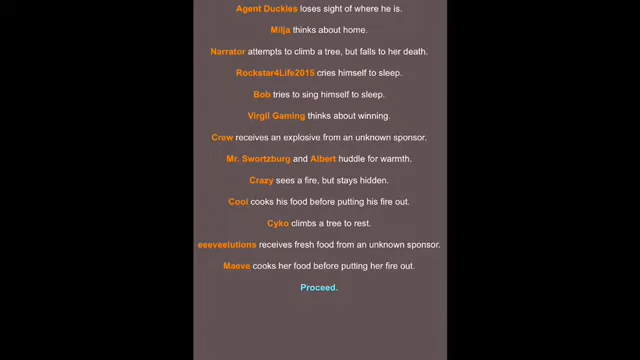 Agent Duckles loses sight of where he is.
Milja thinks about home.
Narrator attempts to climb a tree, but falls to her death.
Rockstar4Life2015 cries himself to sleep.
Bob tries to sing himself to sleep.
Virgil Gaming thinks about winning.
Crew receives an explosive from an unknown sponsor.
Mr. Swortzburg and Albert huddle for warmth.
Crazy sees a fire, but stays hidden.
Cool cooks his food before putting his fire out.
Cyko climbs a tree to rest.
eeeveelutions receives fresh food from an unknown sponsor.
Maeve cooks her food before putting her fire out.
Proceed.